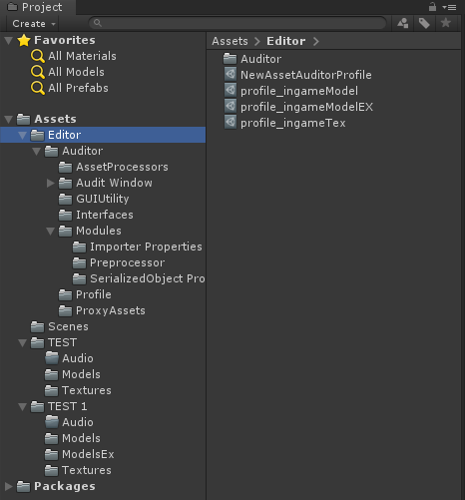 Project
Create
Favorites
All Materials
All Models
All Prefabs
Assets
Editor
Auditor
AssetProcessors
Audit Window
GUIUtility
Interfaces
Modules
Importer Properties
Preprocessor
SerializedObject Pro
Profile
ProxyAssets
Scenes
TEST
Audio
Models
Textures
TEST 1
Audio
Models
ModelsEx
Textures
Packages
Assets > Editor >
Auditor
NewAssetAuditorProfile
profile_ingameModel
profile_ingameModelEX
profile_ingameTex